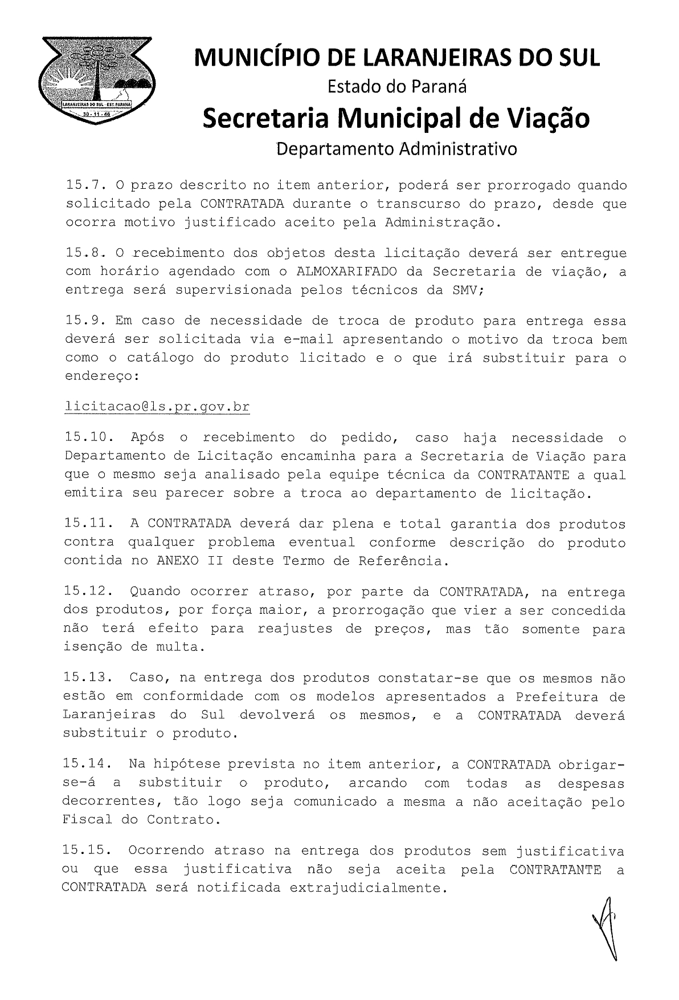 LARANJEIRAS DO SUL - EST. PARANÁ
30 - 11 - 46
MUNICÍPIO DE LARANJEIRAS DO SUL
Estado do Paraná
Secretaria Municipal de Viação
Departamento Administrativo
15.7. O prazo descrito no item anterior, poderá ser prorrogado quando
solicitado pela CONTRATADA durante o transcurso do prazo, desde que
ocorra motivo justificado aceito pela Administração.
15.8. O recebimento dos objetos desta licitação deverá ser entregue
com horário agendado com o ALMOXARIFADO da Secretaria de viação, a
entrega será supervisionada pelos técnicos da SMV;
15.9. Em caso de necessidade de troca de produto para entrega essa
deverá ser solicitada via e-mail apresentando o motivo da troca bem
como o catálogo do produto licitado e o que irá substituir para o
endereço:
licitacao@ls.pr.gov.br
15.10. Após o recebimento do pedido, caso haja necessidade o
Departamento de Licitação encaminha para a Secretaria de Viação para
que o mesmo seja analisado pela equipe técnica da CONTRATANTE a qual
emitira seu parecer sobre a troca ao departamento de licitação.
15.11. A CONTRATADA deverá dar plena e total garantia dos produtos
contra qualquer problema eventual conforme descrição do produto
contida no ANEXO II deste Termo de Referência.
15.12. Quando ocorrer atraso, por parte da CONTRATADA, na entrega
dos produtos, por força maior, a prorrogação que vier a ser concedida
não terá efeito para reajustes de preços, mas tão somente para
isenção de multa.
15.13. Caso, na entrega dos produtos constatar-se que os mesmos não
estão em conformidade com os modelos apresentados a Prefeitura de
Laranjeiras do Sul devolverá os mesmos, e a CONTRATADA deverá
substituir o produto.
15.14. Na hipótese prevista no item anterior, a CONTRATADA obrigar-
se-á a substituir o produto, arcando com todas as despesas
decorrentes, tão logo seja comunicado a mesma a não aceitação pelo
Fiscal do Contrato.
15.15. Ocorrendo atraso na entrega dos produtos sem justificativa
ou que essa justificativa não seja aceita pela CONTRATANTE a
CONTRATADA será notificada extrajudicialmente.